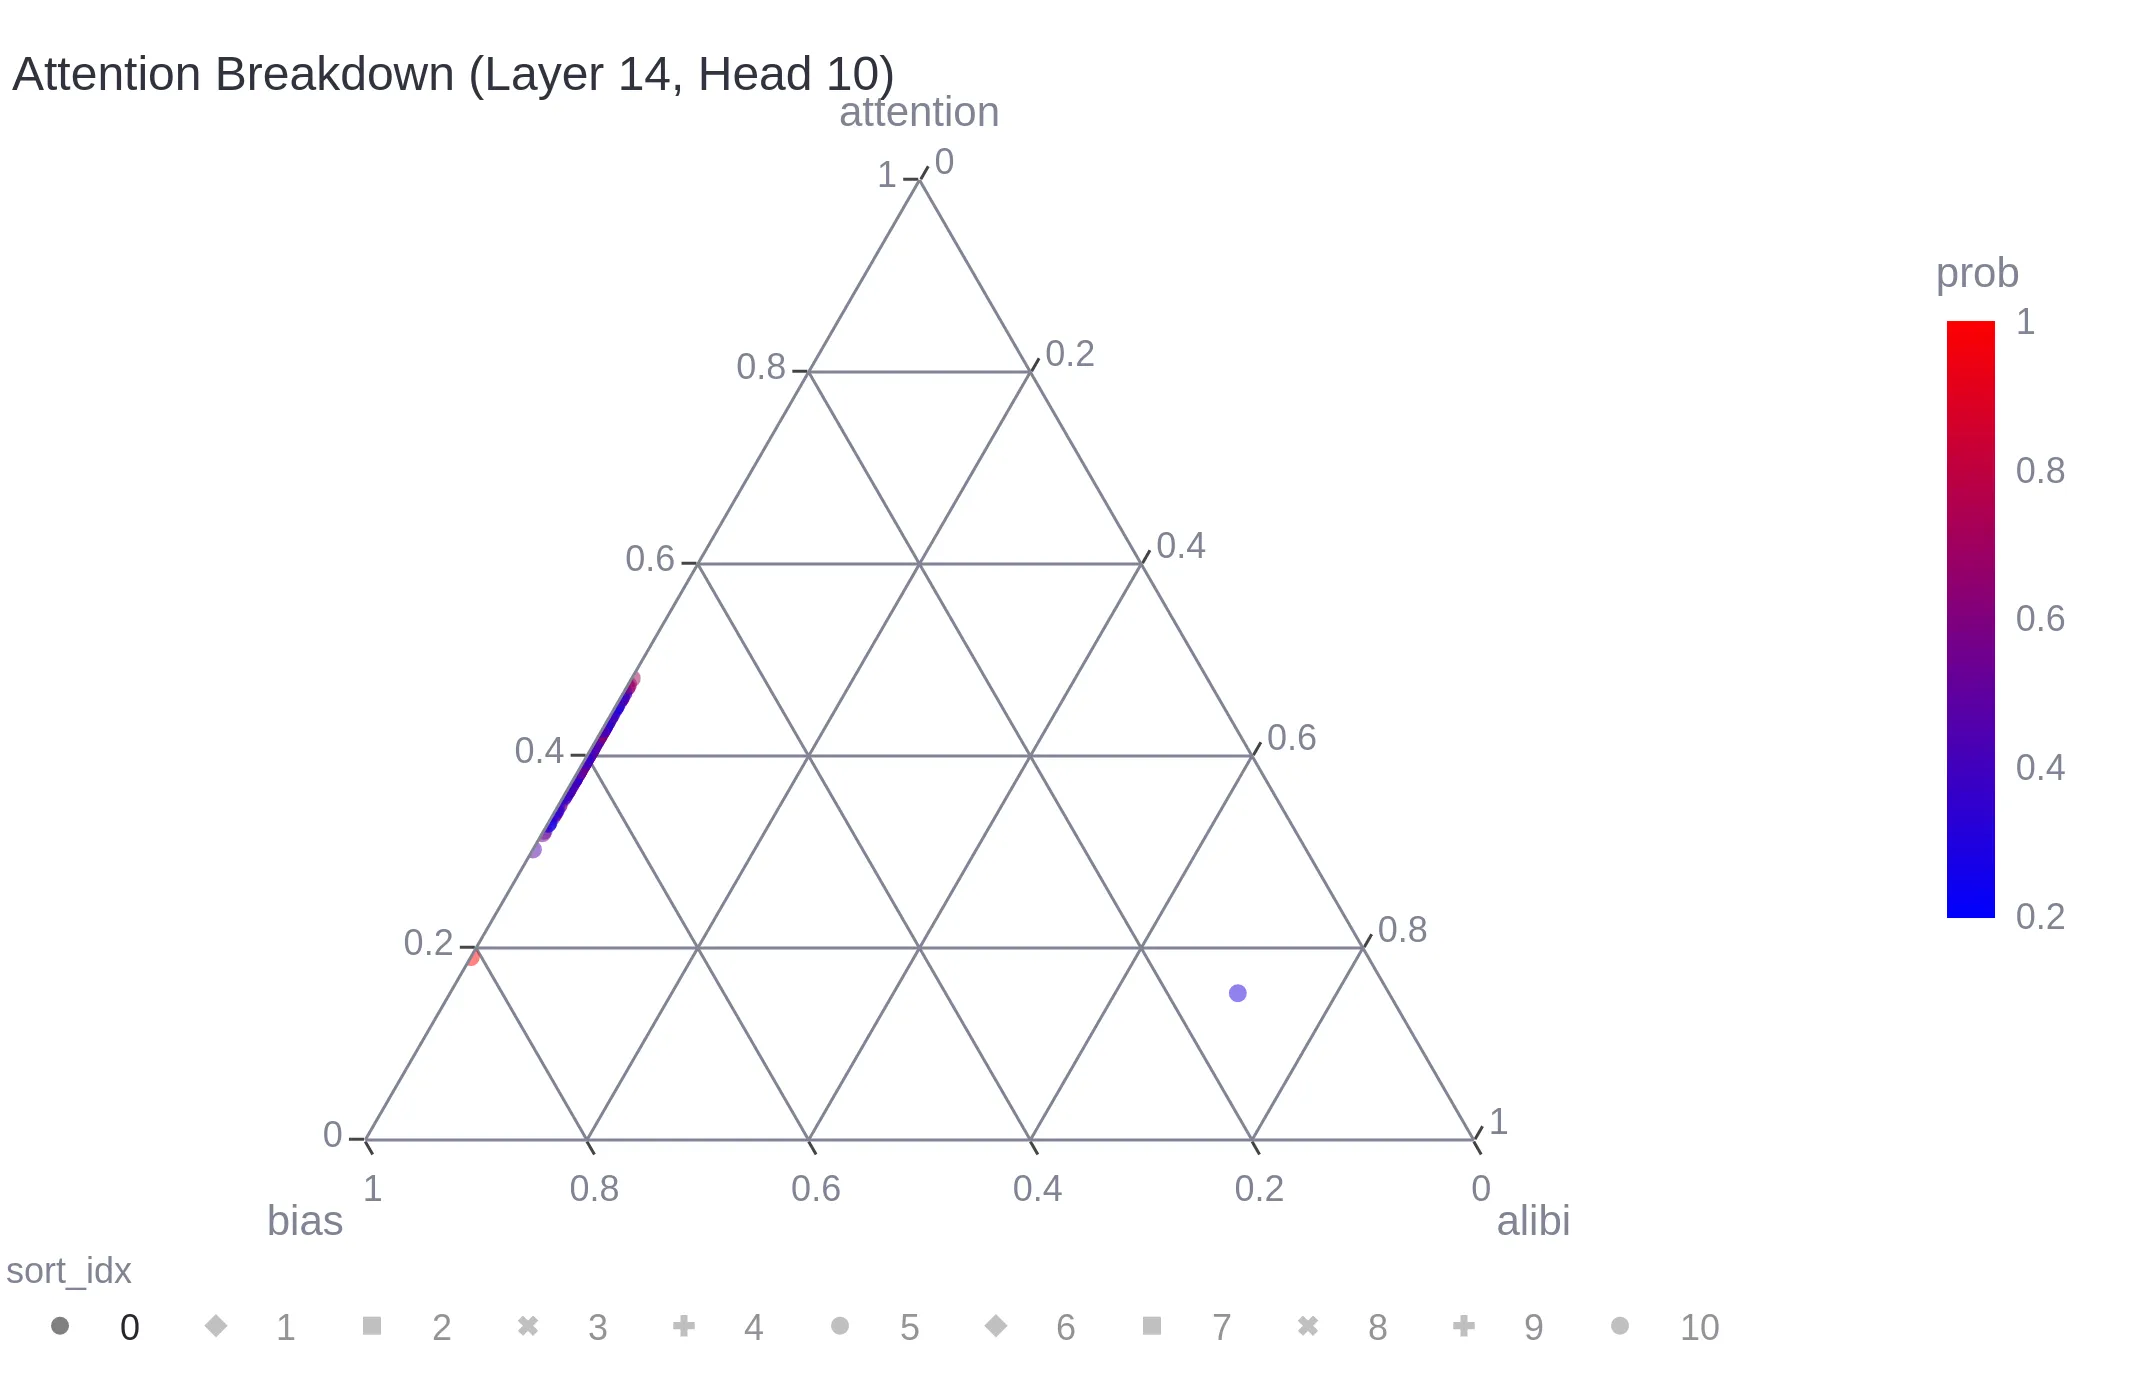 Attention Breakdown (Layer 14, Head 10)
attention
1 0
0.8 0.2
0.6 0.4
0.4 0.6
0.2 0.8
0 1
1 0.8 0.6 0.4 0.2 0
bias alibi
prob
1
0.8
0.6
0.4
0.2
sort_idx
0 1 2 3 4 5 6 7 8 9 10